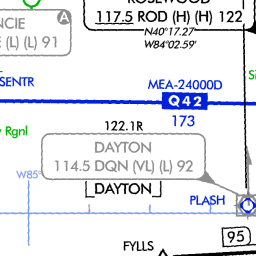 ROSEWOOD
117.5 ROD (H) (H) 122
N40°17.27
W84°02.59'
NCIE
A
(L) (L) 91
SENTR
MEA-24000D
Q42
173
Rgnl
122.1R
DAYTON
114.5 DQN (VL) (L) 92
W85°
DAYTON
PLASH
95
FYLLS